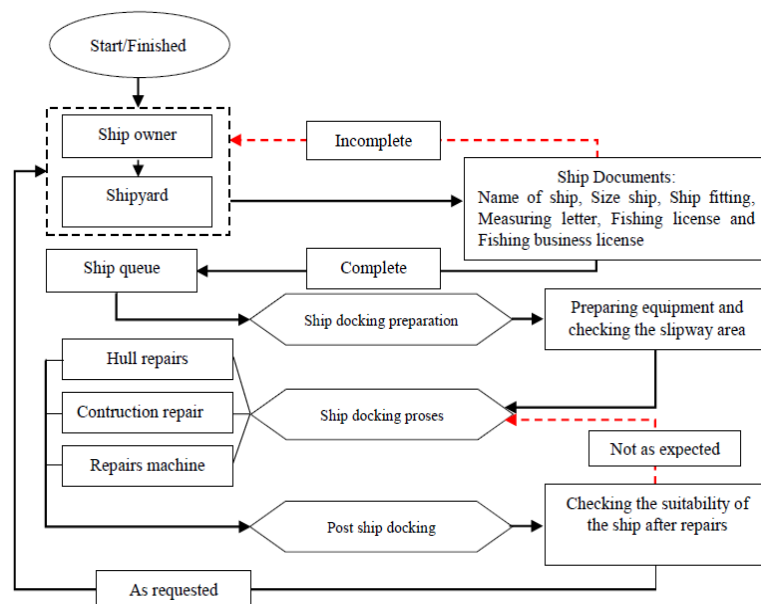 Start/Finished
Ship owner
Incomplete
Shipyard
Ship Documents:
Name of ship, Size ship, Ship fitting,
Measuring letter, Fishing license and
Fishing business license
Ship queue
Complete
Ship docking preparation
Preparing equipment and
checking the slipway area
Hull repairs
Contruction repair
Ship docking proses
Repairs machine
Not as expected
Post ship docking
Checking the suitability of
the ship after repairs
As requested